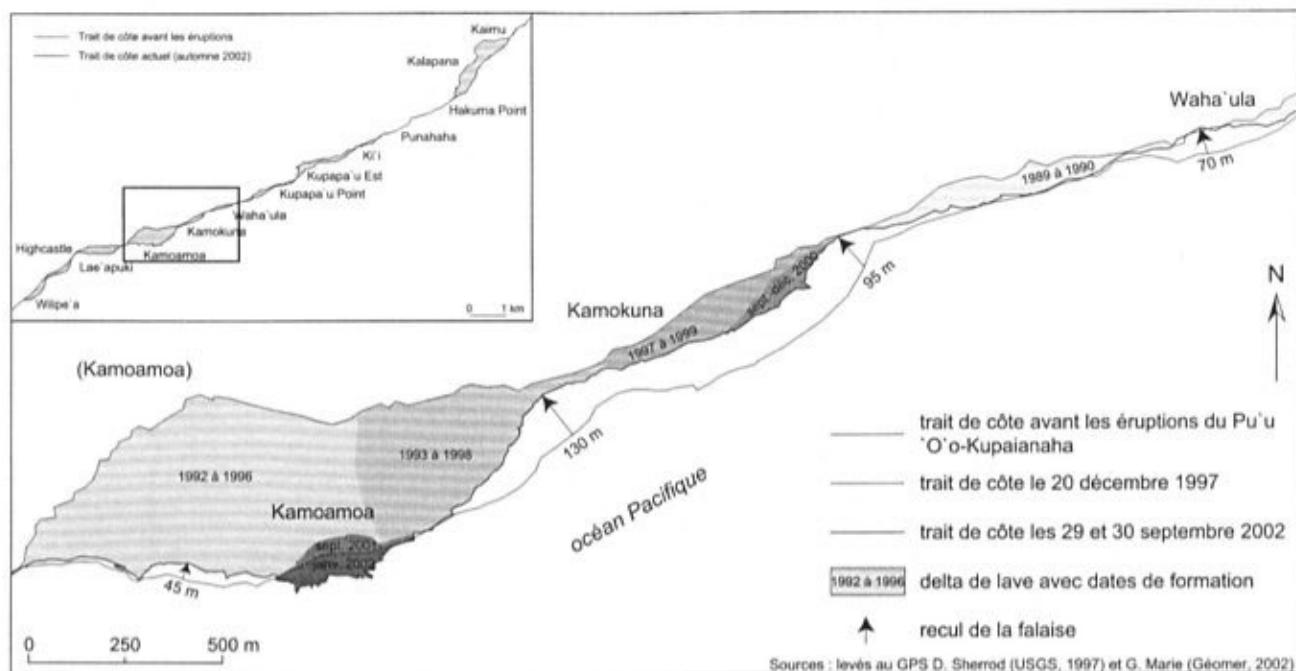 Trait de côte avant les éruptions
Trait de côte actuel (automne 2002)
Kaimu
Kalapana
Hakuma Point
Punahaha
Ki'i
Kupapa`u Est
Kupapa`u Point
Waha`ula
Kamokuna
Kamoamoa
Highcastle
Lae`apuki
Wilipe`a
0 1 km
Waha`ula
70 m
1989 à 1990
95 m
sept.-déc. 2000
Kamokuna
1997 à 1999
N
(Kamoamoa)
130 m
1993 à 1998
1992 à 1996
Kamoamoa
océan Pacifique
45 m
0 250 500 m
trait de côte avant les éruptions du Pu`u
`O`o-Kupaianaha
trait de côte le 20 décembre 1997
trait de côte les 29 et 30 septembre 2002
1992 à 1996 delta de lave avec dates de formation
recul de la falaise
Sources : levés au GPS D. Sherrod (USGS, 1997) et G. Marie (Géomer, 2002)